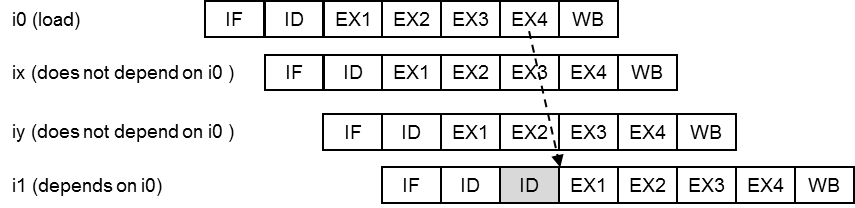 i0 (load) IF ID EX1 EX2 EX3 EX4 WB
ix (does not depend on i0 ) IF ID EX1 EX2 EX3 EX4 WB
iy (does not depend on i0 ) IF ID EX1 EX2 EX3 EX4 WB
i1 (depends on i0) IF ID ID EX1 EX2 EX3 EX4 WB